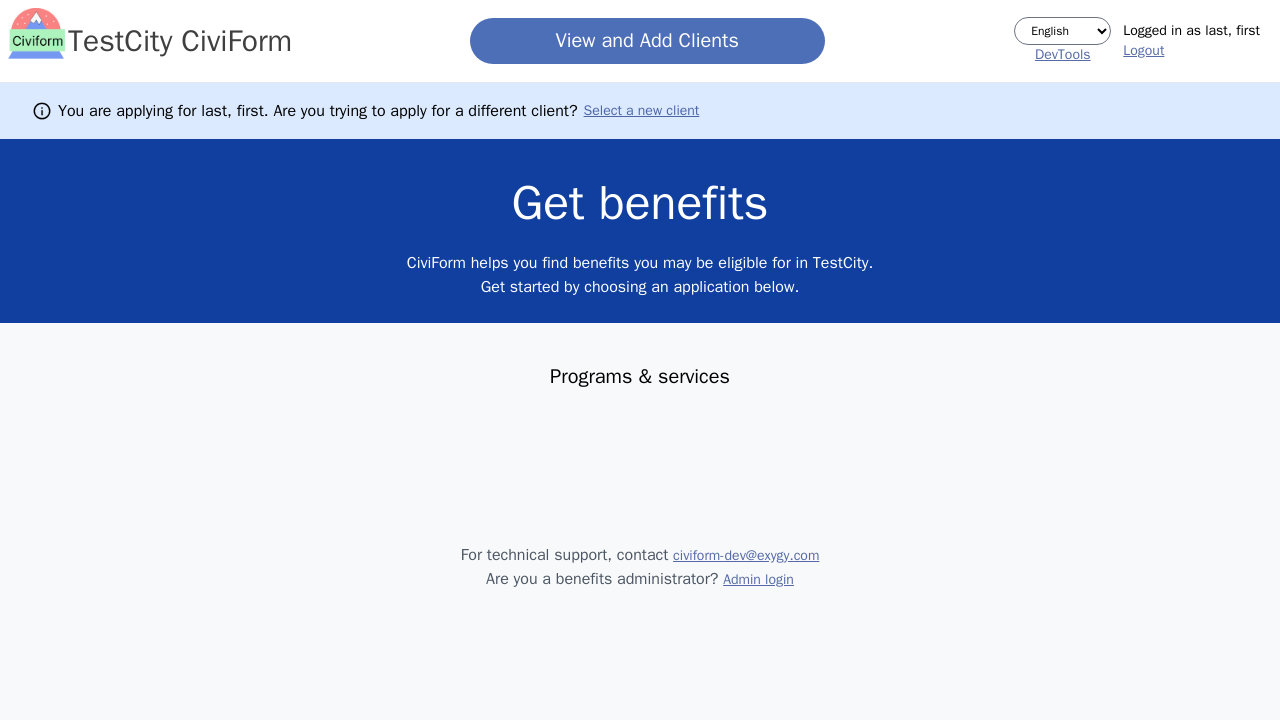 Civiform
TestCity CiviForm
View and Add Clients
English
DevTools
Logged in as last, first
Logout
You are applying for last, first. Are you trying to apply for a different client? Select a new client
Get benefits
CiviForm helps you find benefits you may be eligible for in TestCity.
Get started by choosing an application below.
Programs & services
For technical support, contact civiform-dev@exygy.com
Are you a benefits administrator? Admin login